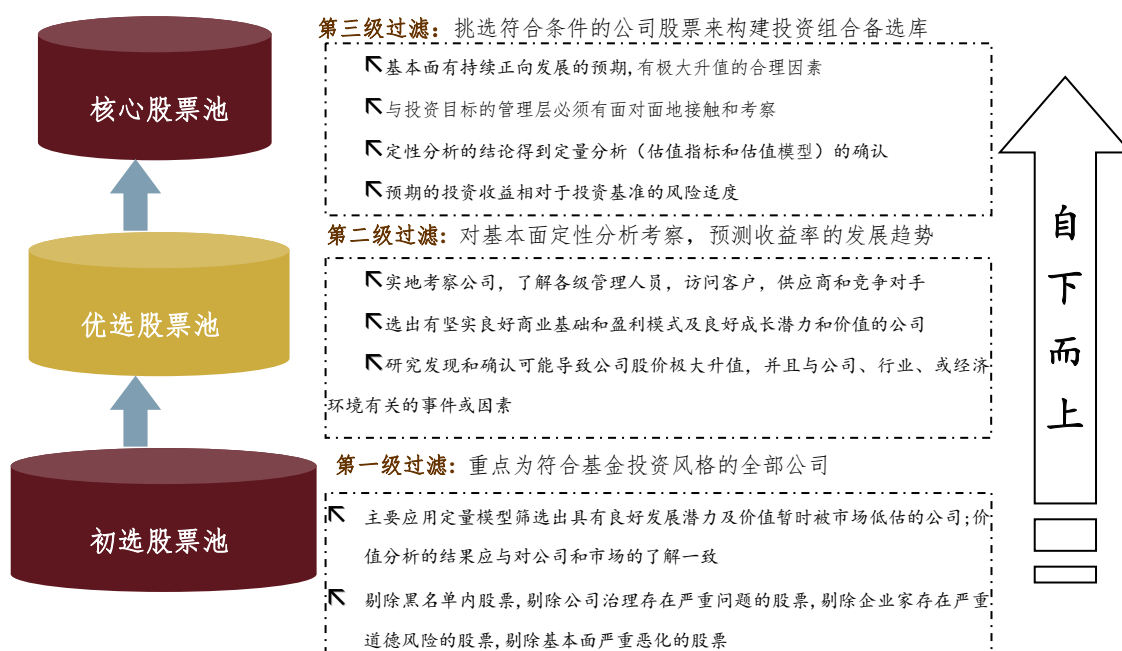 第三级过滤：挑选符合条件的公司股票来构建投资组合备选库
基本面有持续正向发展的预期,有极大升值的合理因素
与投资目标的管理层必须有面对面地接触和考察
定性分析的结论得到定量分析（估值指标和估值模型）的确认
预期的投资收益相对于投资基准的风险适度
核心股票池
第二级过滤：对基本面定性分析考察，预测收益率的发展趋势
实地考察公司，了解各级管理人员，访问客户，供应商和竞争对手
选出有坚实良好商业基础和盈利模式及良好成长潜力和价值的公司
研究发现和确认可能导致公司股价极大升值，并且与公司、行业、或经济
环境有关的事件或因素
优选股票池
第一级过滤：重点为符合基金投资风格的全部公司
主要应用定量模型筛选出具有良好发展潜力及价值暂时被市场低估的公司;价
值分析的结果应与对公司和市场的了解一致
剔除黑名单内股票,剔除公司治理存在严重问题的股票,剔除企业家存在严重
道德风险的股票,剔除基本面严重恶化的股票
初选股票池
自
下
而
上